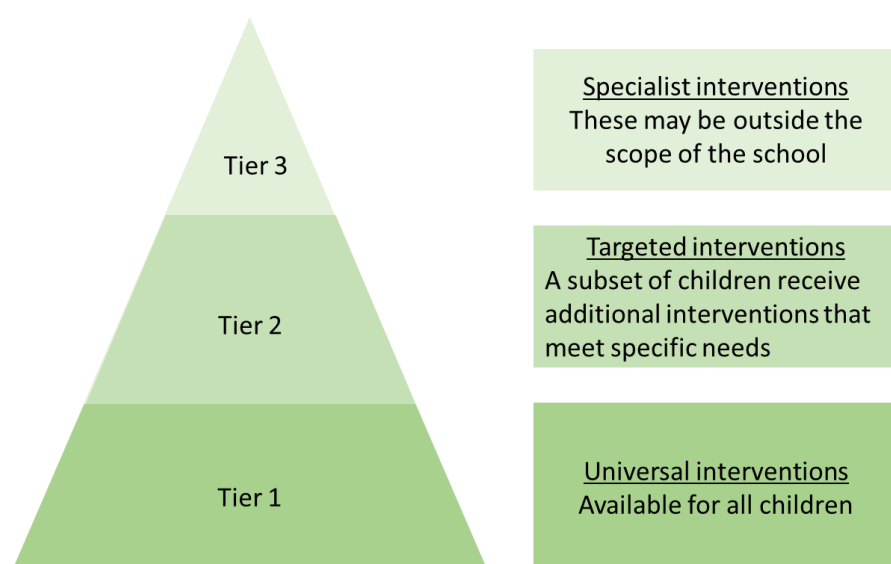 Specialist interventions
These may be outside the
scope of the school
Tier 3
Targeted interventions
A subset of children receive
additional interventions that
meet specific needs
Tier 2
Universal interventions
Available for all children
Tier 1